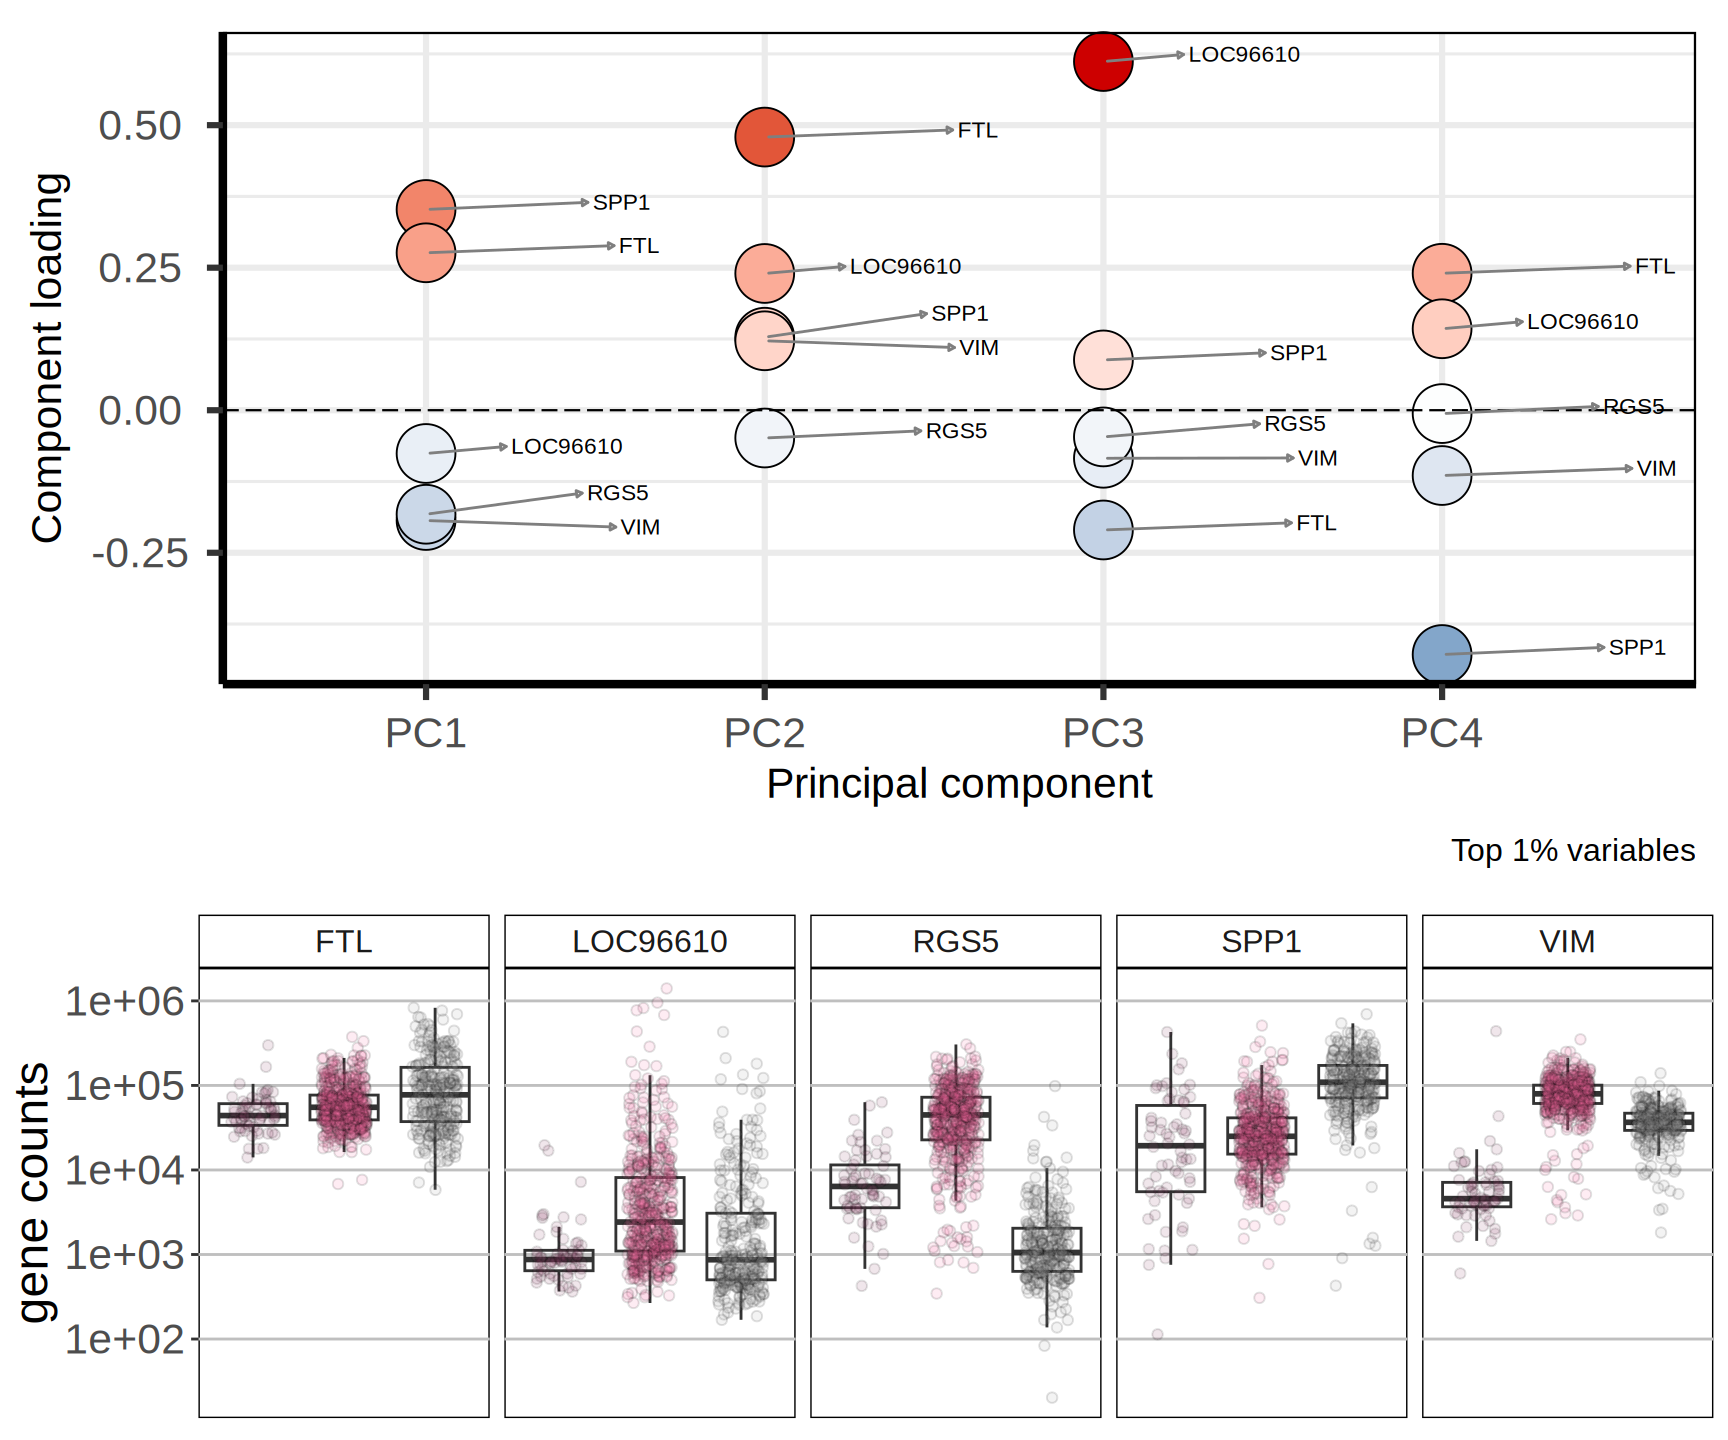 LOC96610
0.50
FTL
SPP1
FTL
0.25
LOC96610
FTL
SPP1
LOC96610
VIM
SPP1
0.00
RGS5
RGS5
RGS5
LOC96610
VIM
VIM
RGS5
VIM
FTL
-0.25
SPP1
Component loading
PC1 PC2 PC3 PC4
Principal component
Top 1% variables
FTL LOC96610 RGS5 SPP1 VIM
1e+06
1e+05
1e+04
1e+03
1e+02
gene counts